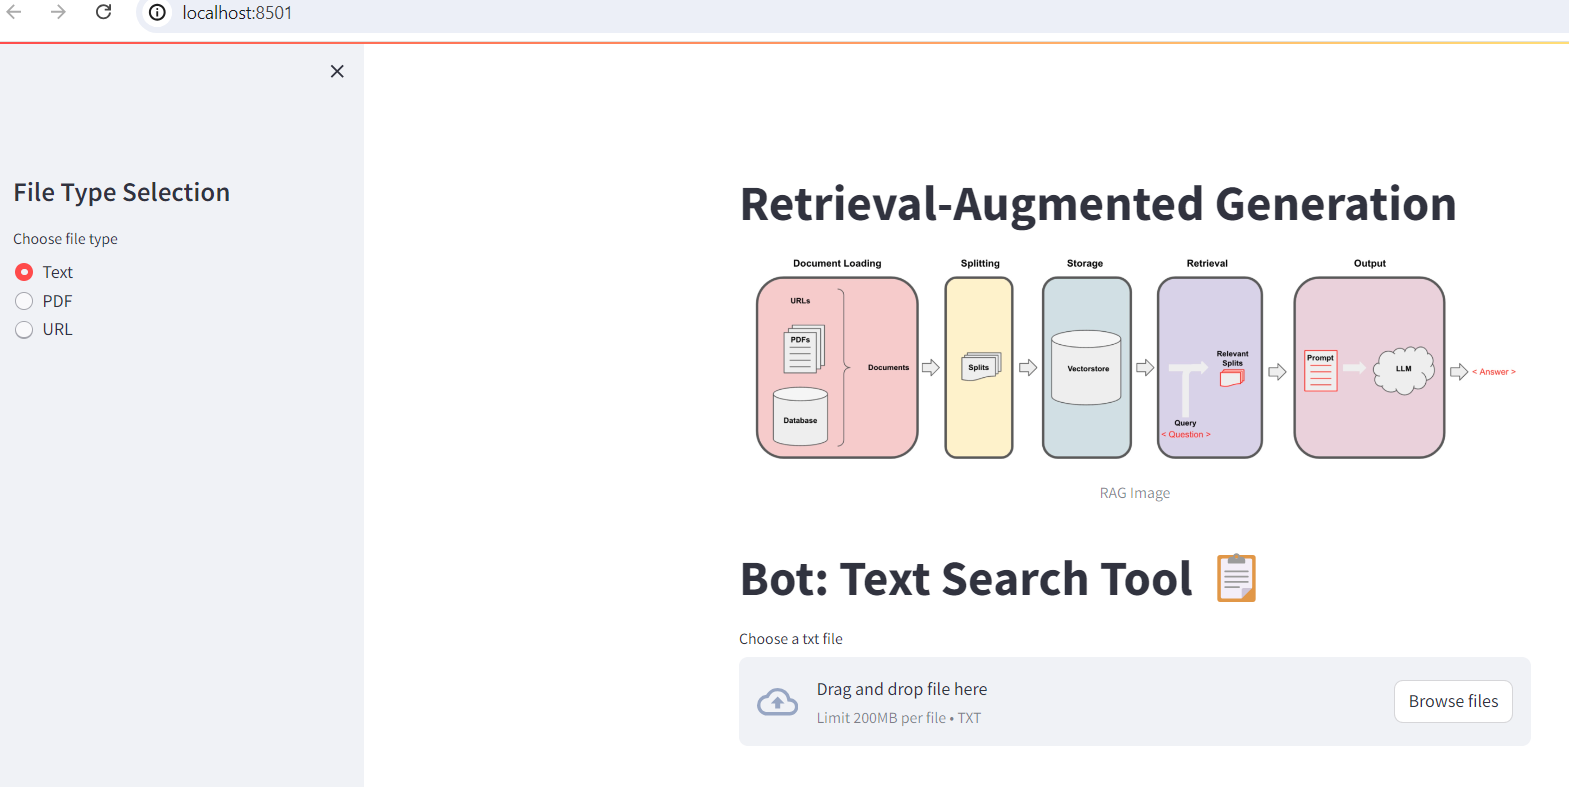 localhost:8501
File Type Selection
Choose file type
Text
PDF
URL
Retrieval-Augmented Generation
Document Loading
Splitting
Storage
Retrieval
Output
URLs
PDFs
Database
Documents
Splits
Vectorstore
Relevant
Splits
Query
< Question >
Prompt
LLM
< Answer >
RAG Image
Bot: Text Search Tool
Choose a txt file
Drag and drop file here
Limit 200MB per file • TXT
Browse files